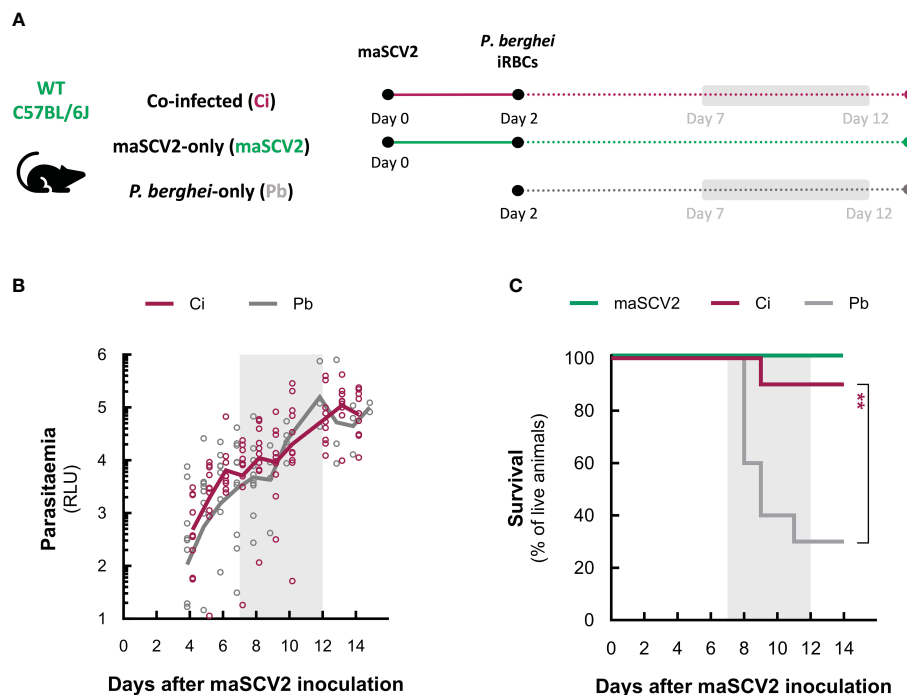 A
maSCV2
P. berghei
iRBCs
WT
C57BL/6J
Co-infected (Ci)
Day 0
Day 2
Day 7
Day 12
maSCV2-only (maSCV2)
Day 0
P. berghei-only (Pb)
Day 2
Day 7
Day 12
B
Ci
Pb
Parasitaemia
(RLU)
6
5
4
3
2
1
0 2 4 6 8 10 12 14
Days after maSCV2 inoculation
C
maSCV2
Ci
Pb
Survival
(% of live animals)
100
80
60
40
20
0
**
0 2 4 6 8 10 12 14
Days after maSCV2 inoculation